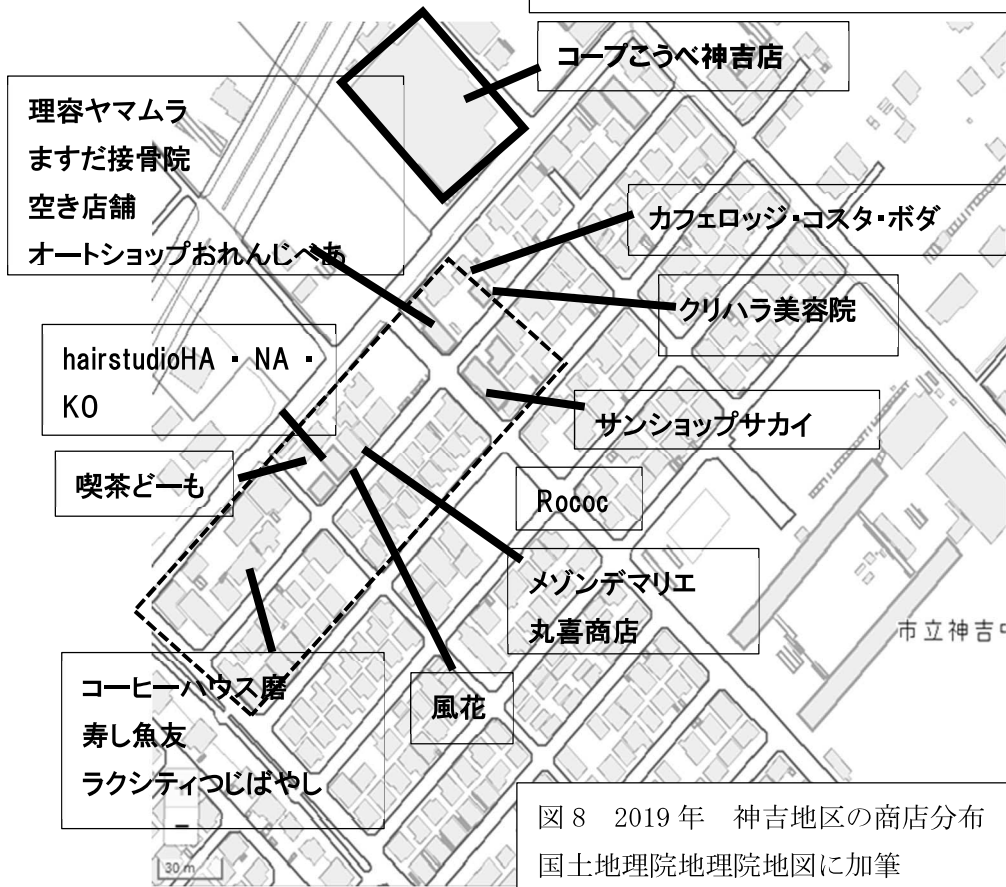 コープこうべ神吉店
理容ヤマムラ
ますだ接骨院
空き店舗
オートショップおれんじべあ
カフェロッジ・コスタ・ボダ
クリハラ美容院
hairstudioHA・NA・
KO
サンショップサカイ
喫茶どーも
Rococ
メゾンデマリエ
丸喜商店
市立神吉中
コーヒーハウス磨
寿し魚友
ラクシティつじばやし
風花
図8 2019年 神吉地区の商店分布
国土地理院地理院地図に加筆
30 m